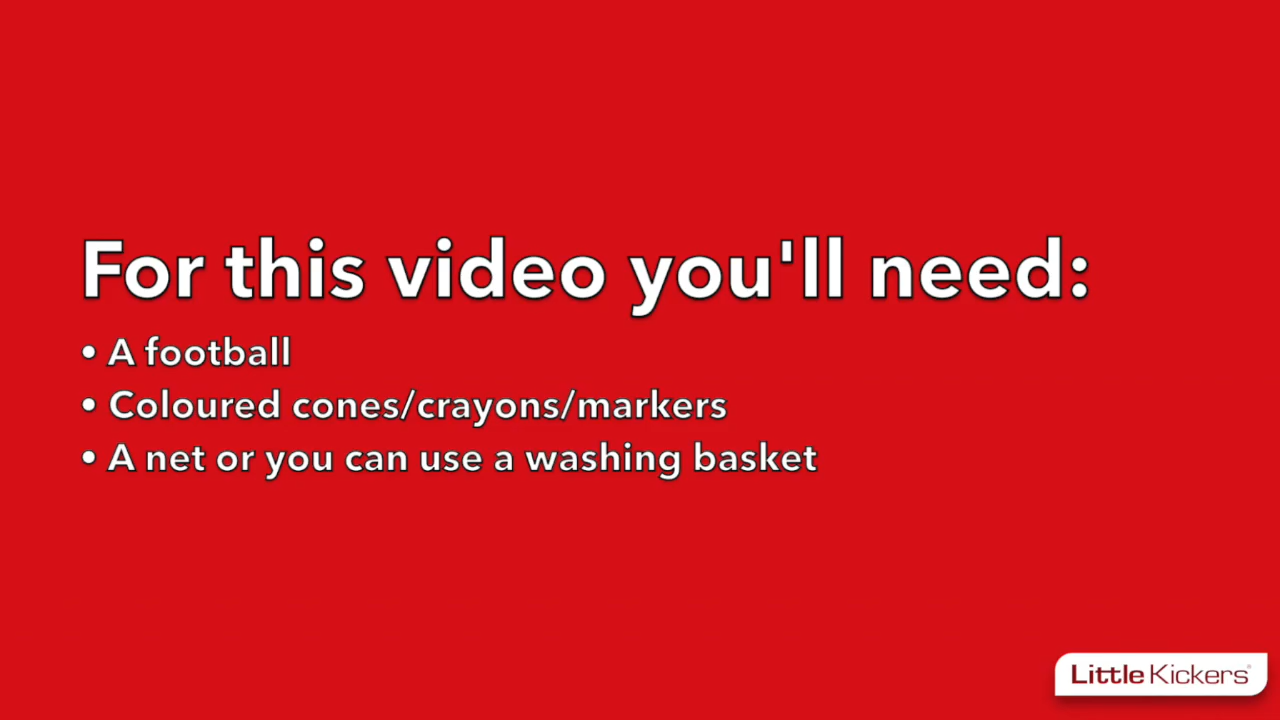 For this video you'll need:
• A football
• Coloured cones/crayons/markers
• A net or you can use a washing basket
Little Kickers®